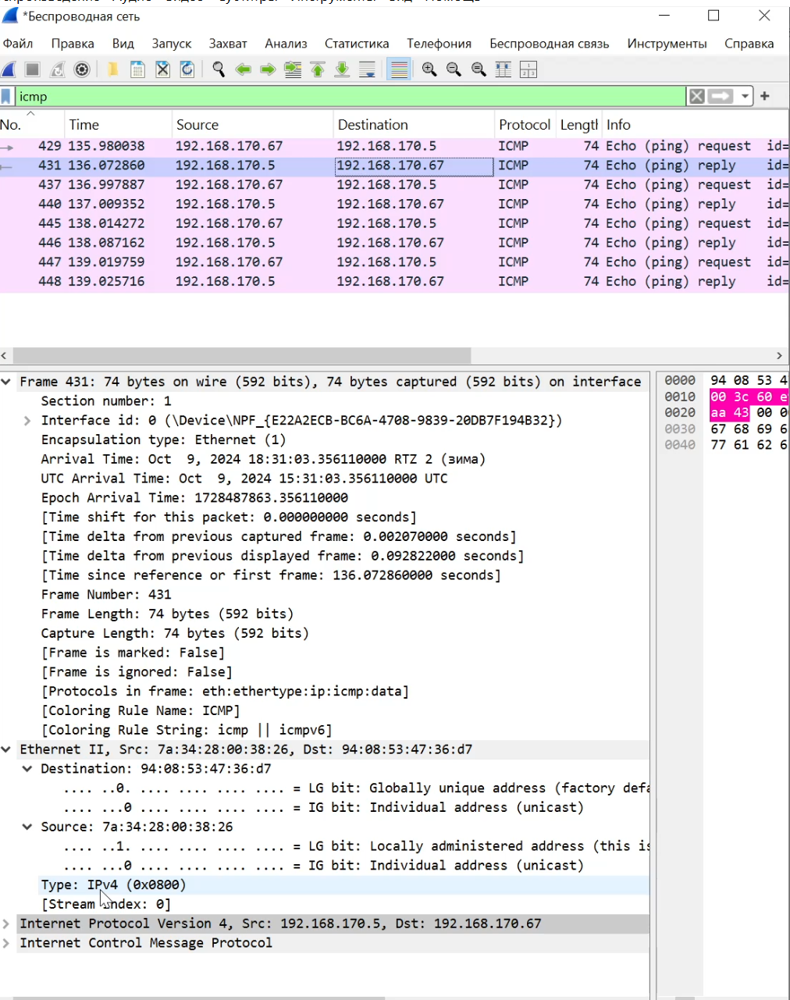 *Беспроводная сеть
Файл Правка Вид Запуск Захват Анализ Статистика Телефония Беспроводная связь Инструменты Справка
icmp
No. Time Source Destination Protocol Lengtl Info
429 135.980038 192.168.170.67 192.168.170.5 ICMP 74 Echo (ping) request id=
431 136.072860 192.168.170.5 192.168.170.67 ICMP 74 Echo (ping) reply id=
437 136.997887 192.168.170.67 192.168.170.5 ICMP 74 Echo (ping) request id=
440 137.009352 192.168.170.5 192.168.170.67 ICMP 74 Echo (ping) reply id=
445 138.014272 192.168.170.67 192.168.170.5 ICMP 74 Echo (ping) request id=
446 138.087162 192.168.170.5 192.168.170.67 ICMP 74 Echo (ping) reply id=
447 139.019759 192.168.170.67 192.168.170.5 ICMP 74 Echo (ping) request id=
448 139.025716 192.168.170.5 192.168.170.67 ICMP 74 Echo (ping) reply id=
Frame 431: 74 bytes on wire (592 bits), 74 bytes captured (592 bits) on interface
Section number: 1
Interface id: 0 (\Device\NPF_{E22A2ECB-BC6A-4708-9839-20DB7F194B32})
Encapsulation type: Ethernet (1)
Arrival Time: Oct 9, 2024 18:31:03.356110000 RTZ 2 (зима)
UTC Arrival Time: Oct 9, 2024 15:31:03.356110000 UTC
Epoch Arrival Time: 1728487863.356110000
[Time shift for this packet: 0.000000000 seconds]
[Time delta from previous captured frame: 0.002070000 seconds]
[Time delta from previous displayed frame: 0.092822000 seconds]
[Time since reference or first frame: 136.072860000 seconds]
Frame Number: 431
Frame Length: 74 bytes (592 bits)
Capture Length: 74 bytes (592 bits)
[Frame is marked: False]
[Frame is ignored: False]
[Protocols in frame: eth:ethertype:ip:icmp:data]
[Coloring Rule Name: ICMP]
[Coloring Rule String: icmp || icmpv6]
Ethernet II, Src: 7a:34:28:00:38:26, Dst: 94:08:53:47:36:d7
Destination: 94:08:53:47:36:d7
.... ..0. .... .... .... .... = LG bit: Globally unique address (factory defa
.... ...0 .... .... .... .... = IG bit: Individual address (unicast)
Source: 7a:34:28:00:38:26
.... ..1. .... .... .... .... = LG bit: Locally administered address (this is
.... ...0 .... .... .... .... = IG bit: Individual address (unicast)
Type: IPv4 (0x0800)
[Stream index: 0]
Internet Protocol Version 4, Src: 192.168.170.5, Dst: 192.168.170.67
Internet Control Message Protocol
0000 94 08 53 4
0010 00 3c 60 e
0020 aa 43 00 0
0030 67 68 69 6
0040 77 61 62 6